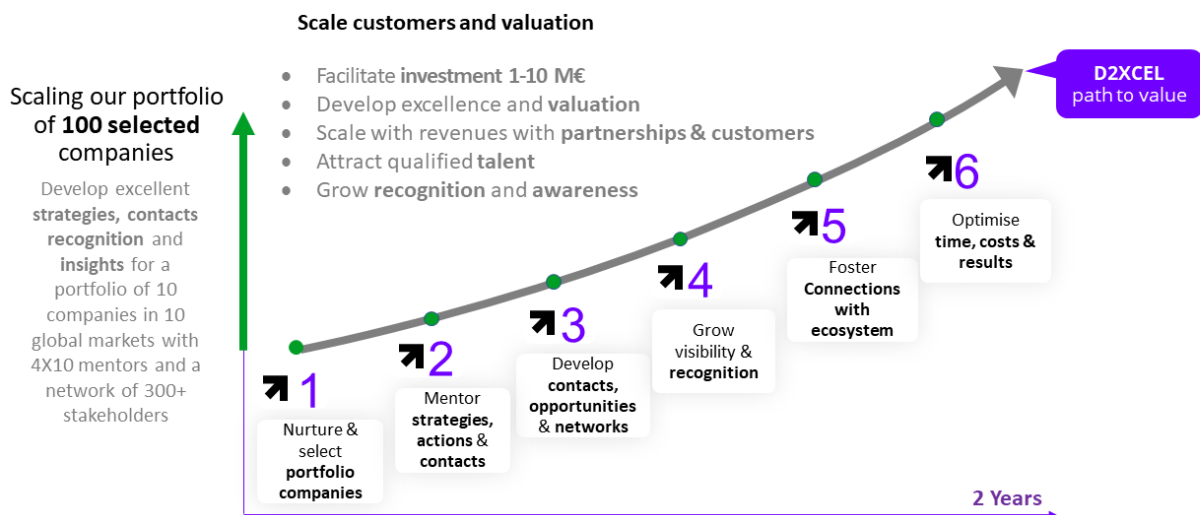 Scale customers and valuation
Scaling our portfolio
of 100 selected
companies
Develop excellent
strategies, contacts
recognition and
insights for a
portfolio of 10
companies in 10
global markets with
4X10 mentors and a
network of 300+
stakeholders
• Facilitate investment 1-10 M€
• Develop excellence and valuation
• Scale with revenues with partnerships & customers
• Attract qualified talent
• Grow recognition and awareness
D2XCEL
path to value
1
Nurture &
select
portfolio
companies
2
Mentor
strategies,
actions &
contacts
3
Develop
contacts,
opportunities
& networks
4
Grow
visibility &
recognition
5
Foster
Connections
with
ecosystem
6
Optimise
time, costs &
results
2 Years